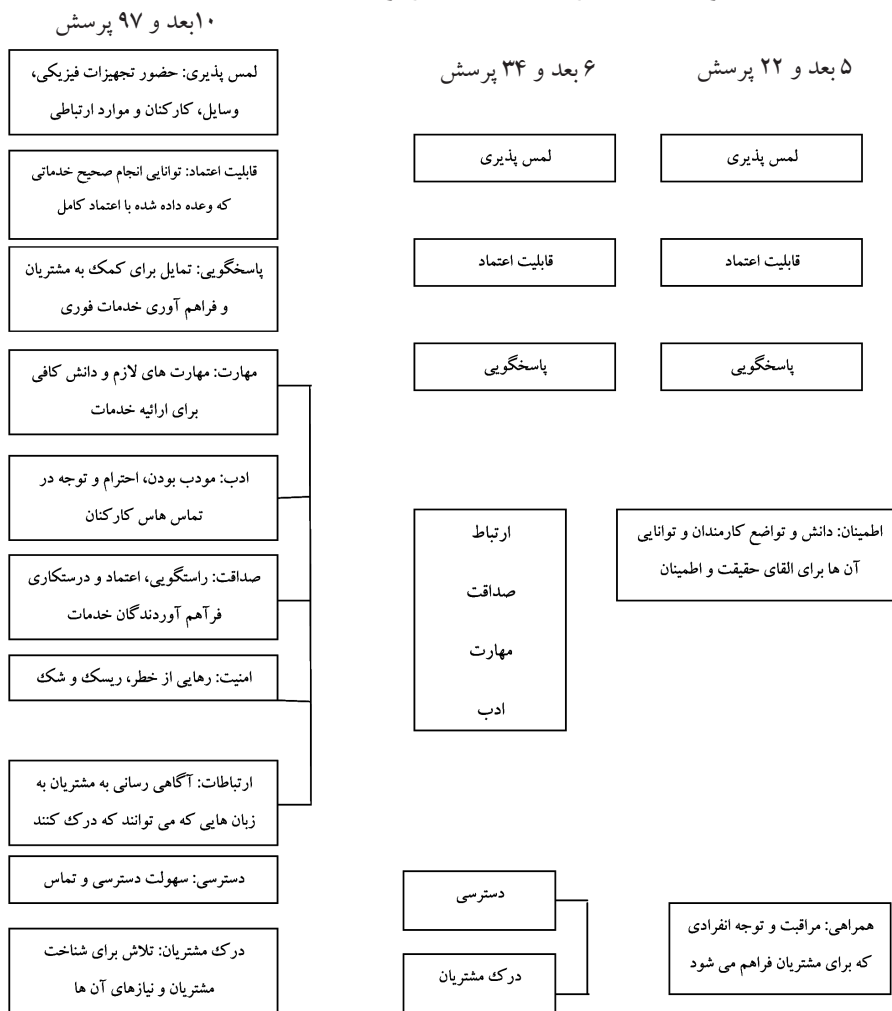 ۱۰بعد و ۹۷ پرسش
لمس پذیری: حضور تجهیزات فیزیکی،
وسایل، کارکنان و موارد ارتباطی
قابلیت اعتماد: توانایی انجام صحیح خدماتی
که وعده داده شده با اعتماد کامل
پاسخگویی: تمایل برای کمک به مشتریان
و فراهم آوری خدمات فوری
مهارت: مهارت های لازم و دانش کافی
برای ارائیه خدمات
ادب: مودب بودن، احترام و توجه در
تماس هاس کارکنان
صداقت: راستگویی، اعتماد و درستکاری
فرآهم آوردندگان خدمات
امنیت: رهایی از خطر، ریسک و شک
ارتباطات: آگاهی رسانی به مشتریان به
زبان هایی که می توانند که درک کنند
دسترسی: سهولت دسترسی و تماس
درک مشتریان: تلاش برای شناخت
مشتریان و نیازهای آن ها
۶ بعد و ۳۴ پرسش
لمس پذیری
قابلیت اعتماد
پاسخگویی
ارتباط
صداقت
مهارت
ادب
دسترسی
درک مشتریان
۵ بعد و ۲۲ پرسش
لمس پذیری
قابلیت اعتماد
پاسخگویی
اطمینان: دانش و تواضع کارمندان و توانایی
آن ها برای القای حقیقت و اطمینان
همراهی: مراقبت و توجه انفرادی
که برای مشتریان فراهم می شود